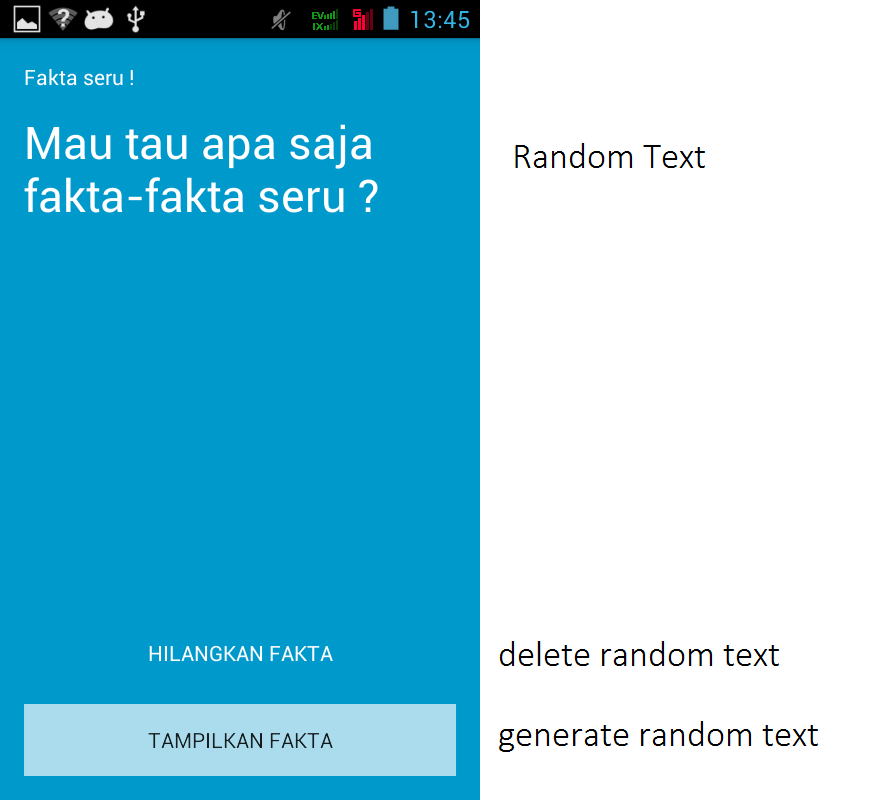 EV
IX
13:45
Fakta seru !
Mau tau apa saja
fakta-fakta seru ?
Random Text
HILANGKAN FAKTA
delete random text
TAMPILKAN FAKTA
generate random text